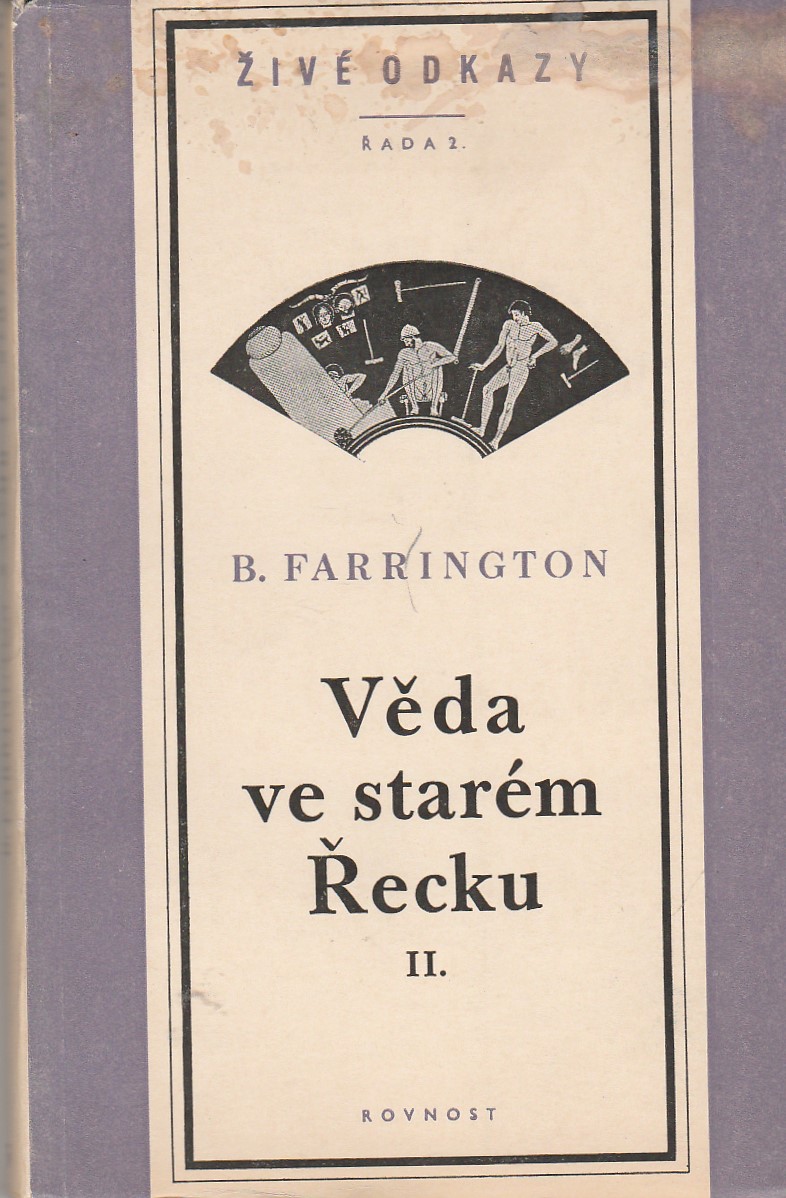 ŽIVÉ ODKAZY
ŘADA 2.
B. FARRINGTON
Věda
ve starém
Řecku
II.
ROVNOST